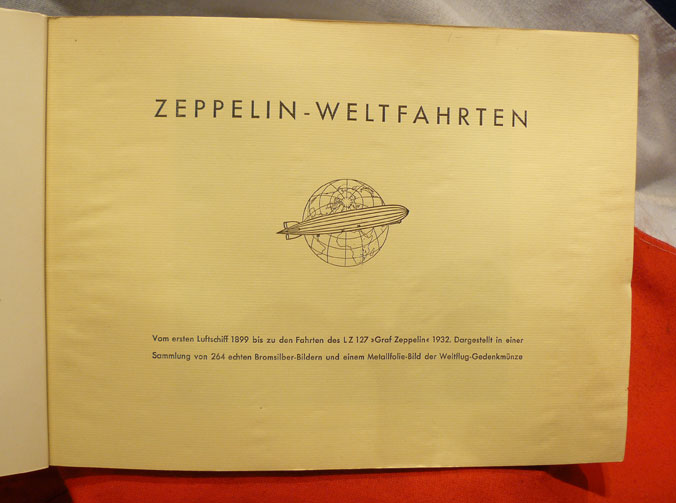 ZEPPELIN-WELTFAHRTEN
Vom ersten Luftschiff 1899 bis zu den Fahrten des LZ 127 »Graf Zeppelin« 1932. Dargestellt in einer
Sammlung von 264 echten Bromsilber-Bildern und einem Metallfolie-Bild der Weltflug-Gedenkmünze